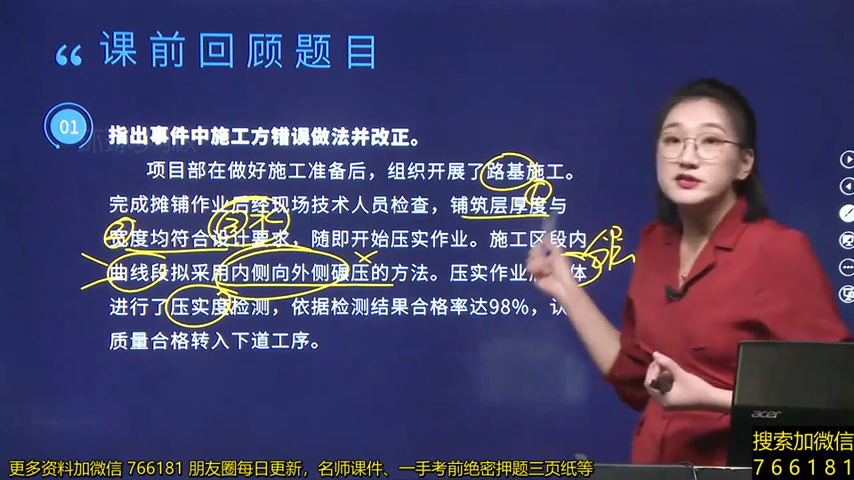 “ 课前回顾题目
01
指出事件中施工方错误做法并改正。
项目部在做好施工准备后，组织开展了路基施工。
完成摊铺作业后经现场技术人员检查，铺筑层厚度与
宽度均符合设计要求，随即开始压实作业。施工区段内
曲线段拟采用内侧向外侧碾压的方法。压实作业
体
进行了压实度检测，依据检测结果合格率达98%，认
质量合格转入下道工序。
acer
搜索加微信
766181
更多资料加微信 766181 朋友圈每日更新，名师课件、一手考前绝密押题三页纸等